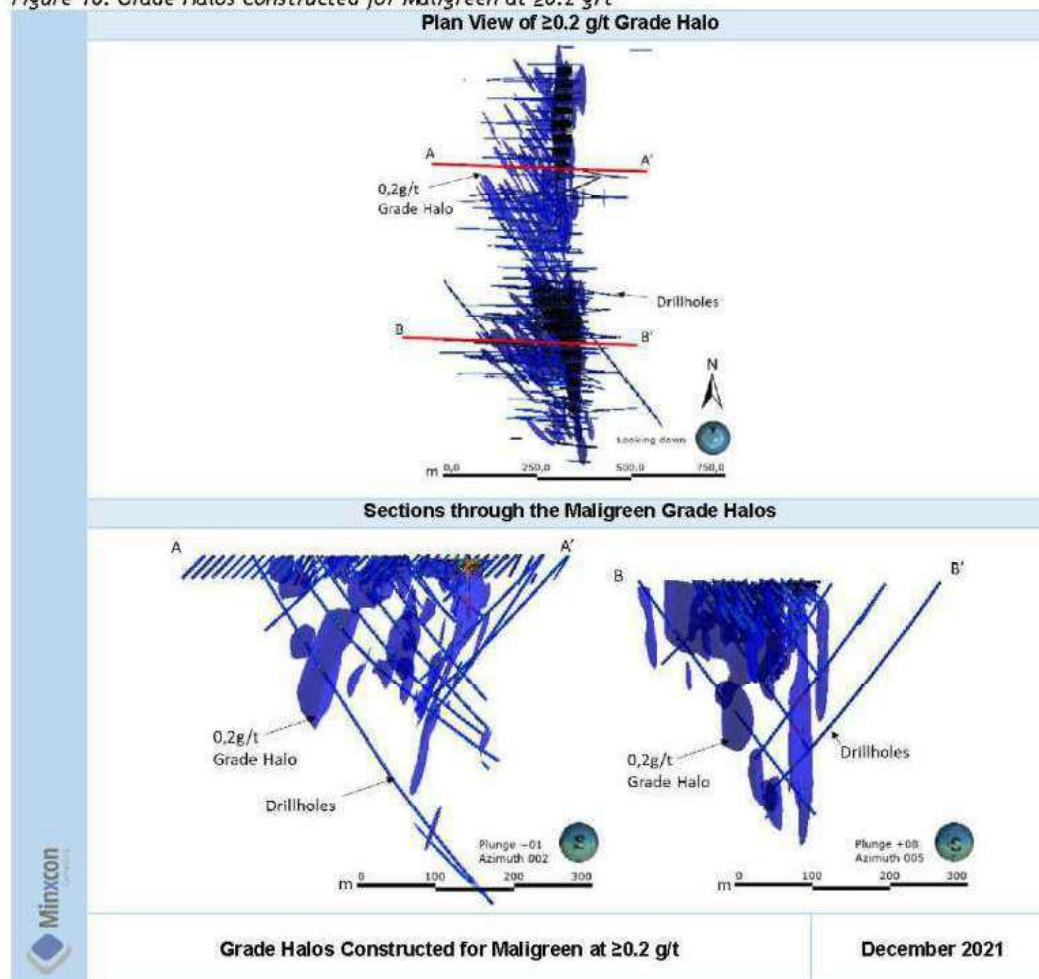 Figure 10: Grade Halos Constructed for Maligreen at ≥0.2 g/t
Plan View of ≥0.2 g/t Grade Halo
A
A'
0,2g/t
Grade Halo
Drillholes
B
B'
N
Looking down
m 0,0 250,0 500,0 750,0
Sections through the Maligreen Grade Halos
A
A'
0,2g/t
Grade Halo
Drillholes
Plunge -01
Azimuth 002
m 0 100 200 300
B
B'
0,2g/t
Grade Halo
Drillholes
Plunge +08
Azimuth 005
m 0 100 200 300
Minxcon
Grade Halos Constructed for Maligreen at ≥0.2 g/t
December 2021